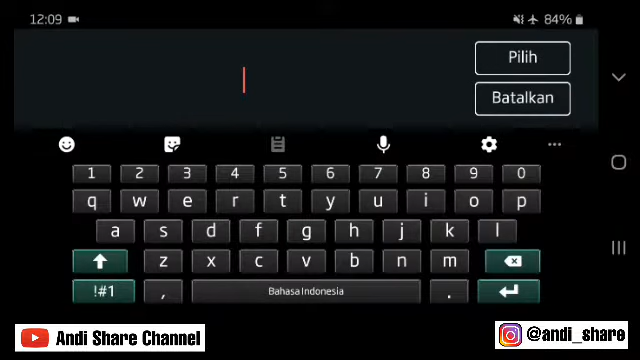 12:09
84%
Pilih
Batalkan
1 2 3 4 5 6 7 8 9 0
q w e r t y u i o p
a s d f g h j k l
z x c v b n m
!#1 , Bahasa Indonesia .
Andi Share Channel
@andi_share